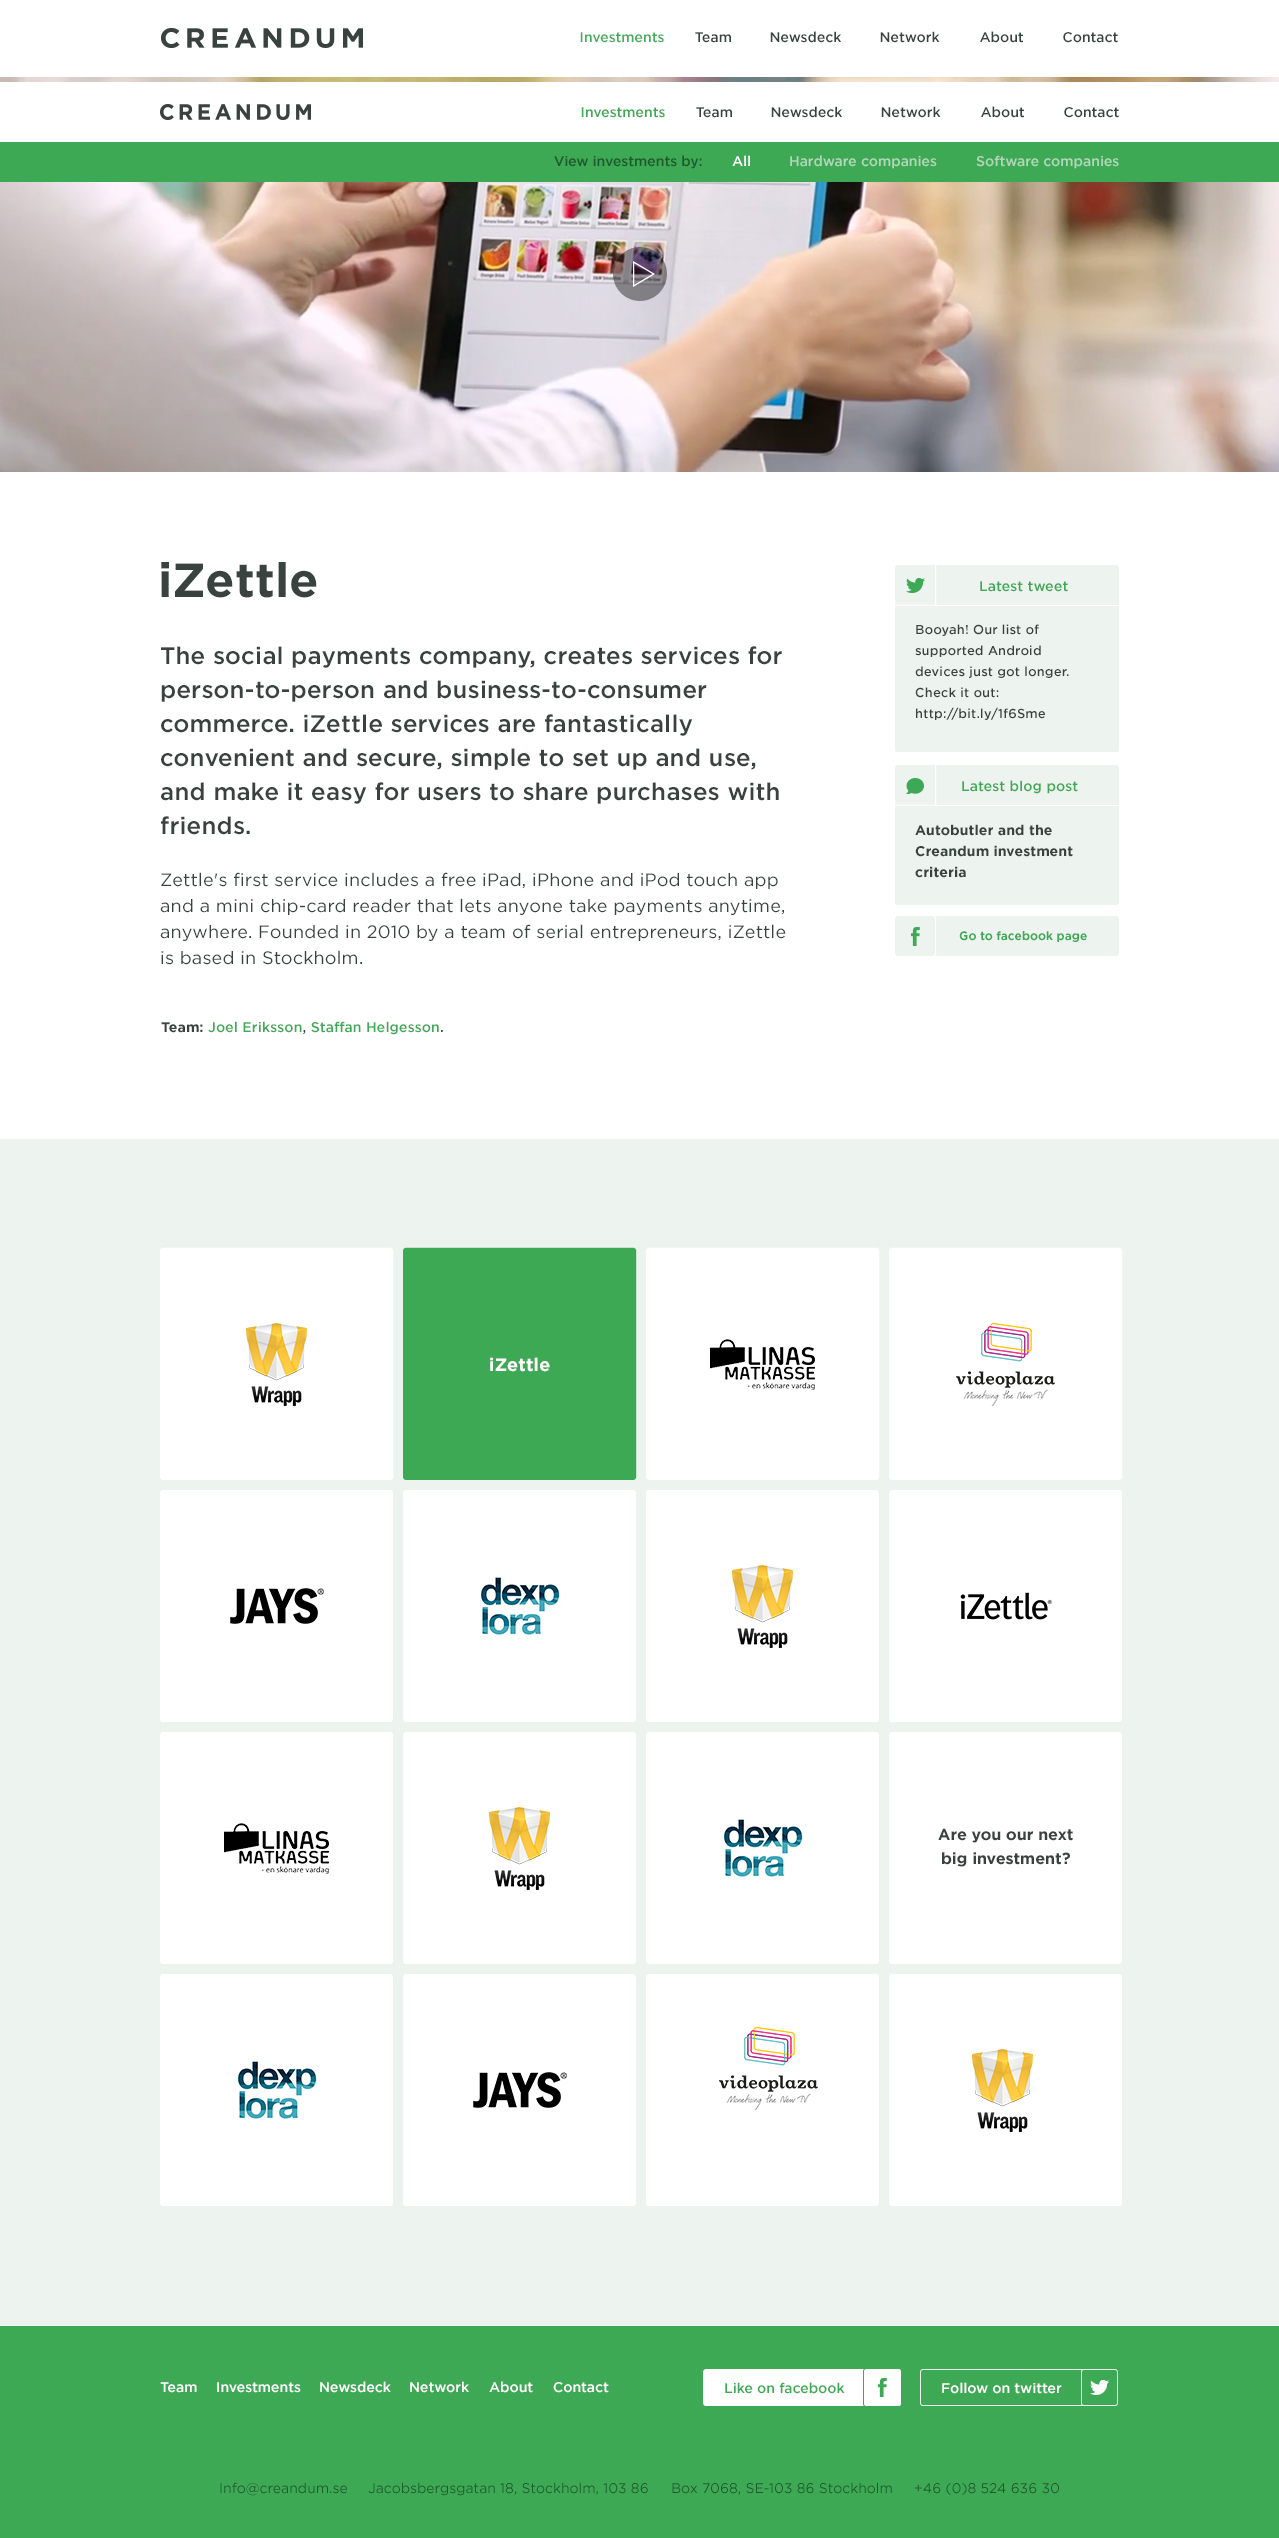 CREANDUM Investments Team Newsdeck Network About Contact
CREANDUM Investments Team Newsdeck Network About Contact
View investments by: All Hardware companies Software companies
iZettle
The social payments company, creates services for
person-to-person and business-to-consumer
commerce. iZettle services are fantastically
convenient and secure, simple to set up and use,
and make it easy for users to share purchases with
friends.
Zettle's first service includes a free iPad, iPhone and iPod touch app
and a mini chip-card reader that lets anyone take payments anytime,
anywhere. Founded in 2010 by a team of serial entrepreneurs, iZettle
is based in Stockholm.
Team: Joel Eriksson, Staffan Helgesson.
Latest tweet
Booyah! Our list of
supported Android
devices just got longer.
Check it out:
http://bit.ly/1f6Sme
Latest blog post
Autobutler and the
Creandum investment
criteria
Go to facebook page
Wrapp
iZettle
LINAS
MATKASSE
- en skönare vardag
videoplaza
Monetising the New TV
JAYS®
dexp
lora
Wrapp
iZettle®
LINAS
MATKASSE
- en skönare vardag
Wrapp
dexp
lora
Are you our next
big investment?
dexp
lora
JAYS®
videoplaza
Monetising the New TV
Wrapp
Team Investments Newsdeck Network About Contact Like on facebook Follow on twitter
Info@creandum.se Jacobsbergsgatan 18, Stockholm, 103 86 Box 7068, SE-103 86 Stockholm +46 (0)8 524 636 30